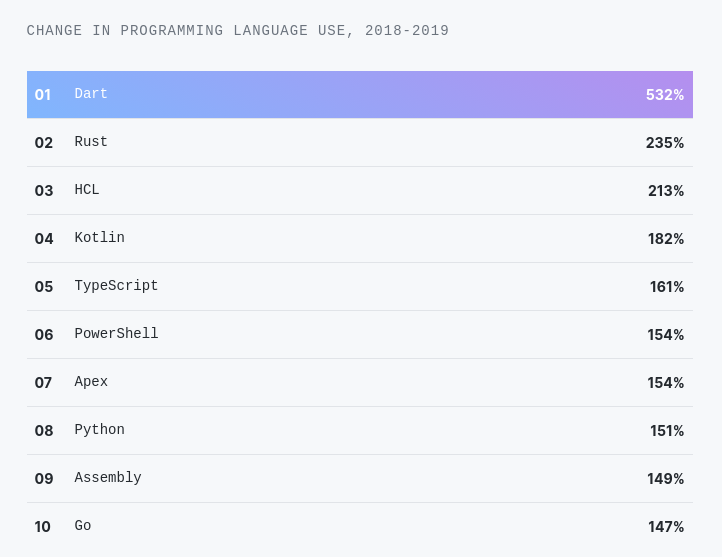 CHANGE IN PROGRAMMING LANGUAGE USE, 2018-2019
01 Dart 532%
02 Rust 235%
03 HCL 213%
04 Kotlin 182%
05 TypeScript 161%
06 PowerShell 154%
07 Apex 154%
08 Python 151%
09 Assembly 149%
10 Go 147%